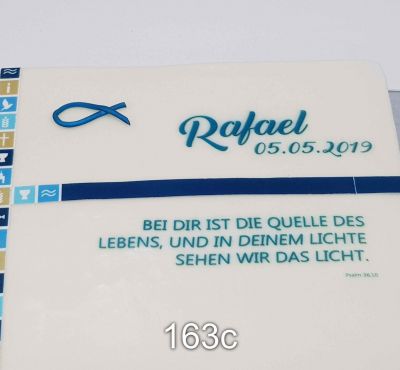 Rafael
05.05.2019
BEI DIR IST DIE QUELLE DES
LEBENS, UND IN DEINEM LICHTE
SEHEN WIR DAS LICHT.
Psalm 36,10
163c